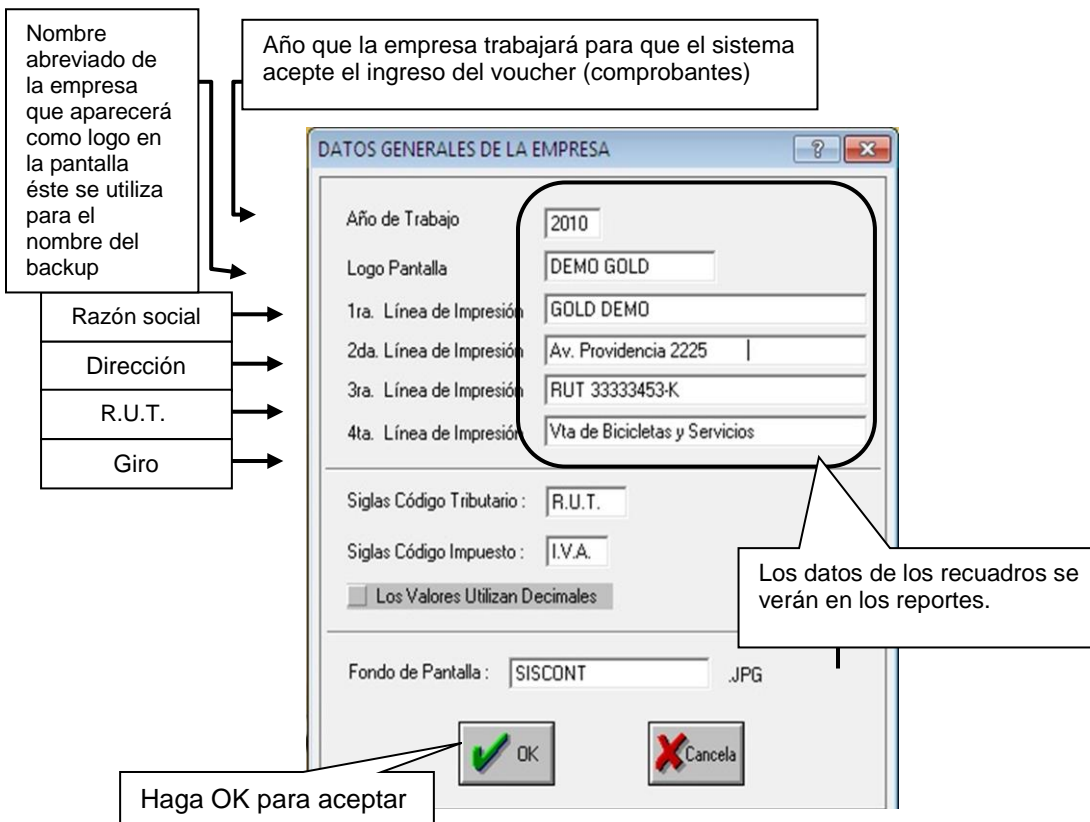 Nombre
abreviado de
la empresa
que aparecerá
como logo en
la pantalla
éste se utiliza
para el
nombre del
backup
Año que la empresa trabajará para que el sistema
acepte el ingreso del voucher (comprobantes)
Razón social
Dirección
R.U.T.
Giro
DATOS GENERALES DE LA EMPRESA
Año de Trabajo 2010
Logo Pantalla DEMO GOLD
1ra. Línea de Impresión GOLD DEMO
2da. Línea de Impresión Av. Providencia 2225
3ra. Línea de Impresión RUT 33333453-K
4ta. Línea de Impresión Vta de Bicicletas y Servicios
Siglas Código Tributario : R.U.T.
Siglas Código Impuesto : I.V.A.
Los Valores Utilizan Decimales
Los datos de los recuadros se
verán en los reportes.
Fondo de Pantalla : SISCONT .JPG
OK Cancela
Haga OK para aceptar